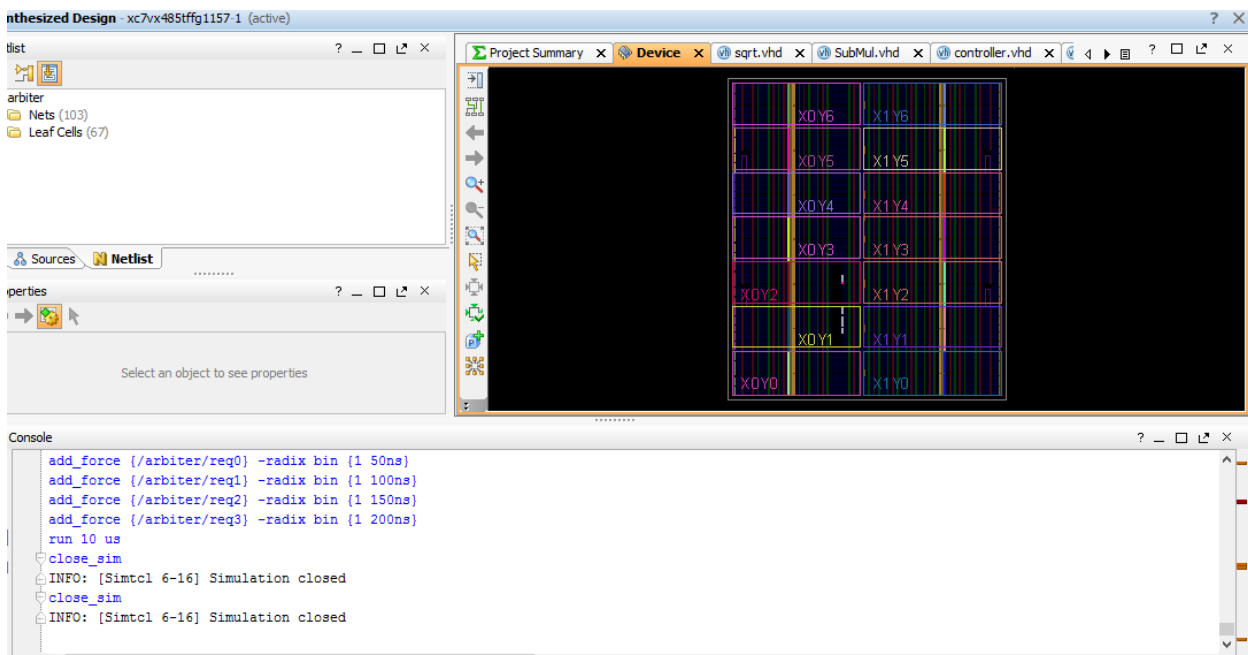 nthesized Design - xc7vx485tffg1157-1 (active) ? ×
tlist ? _ □ ×
arbiter
Nets (103)
Leaf Cells (67)
Sources Netlist
operties ? _ □ ×
Select an object to see properties
Σ Project Summary × Device × sqrt.vhd × SubMul.vhd × controller.vhd × ? □ ×
X0Y6 X1Y6
X0Y5 X1Y5
X0Y4 X1Y4
X0Y3 X1Y3
X0Y2 X1Y2
X0Y1 X1Y1
X0Y0 X1Y0
Console ? _ □ ×
add_force {/arbiter/req0} -radix bin {1 50ns}
add_force {/arbiter/req1} -radix bin {1 100ns}
add_force {/arbiter/req2} -radix bin {1 150ns}
add_force {/arbiter/req3} -radix bin {1 200ns}
run 10 us
close_sim
INFO: [Simtcl 6-16] Simulation closed
close_sim
INFO: [Simtcl 6-16] Simulation closed